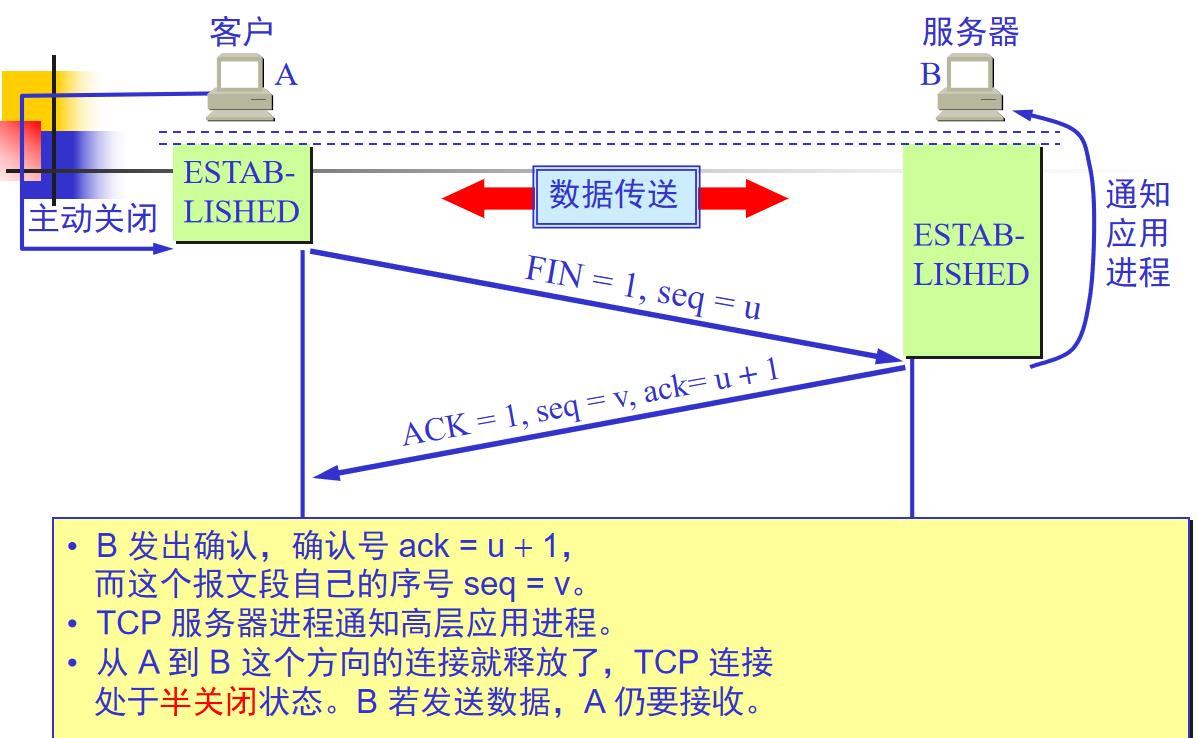 客户
服务器
A
B
ESTAB-
LISHED
数据传送
主动关闭
ESTAB-
LISHED
通知
应用
进程
FIN = 1, seq = u
ACK = 1, seq = v, ack= u + 1
• B 发出确认，确认号 ack = u + 1，
而这个报文段自己的序号 seq = v。
• TCP 服务器进程通知高层应用进程。
• 从 A 到 B 这个方向的连接就释放了，TCP 连接
处于半关闭状态。B 若发送数据，A 仍要接收。